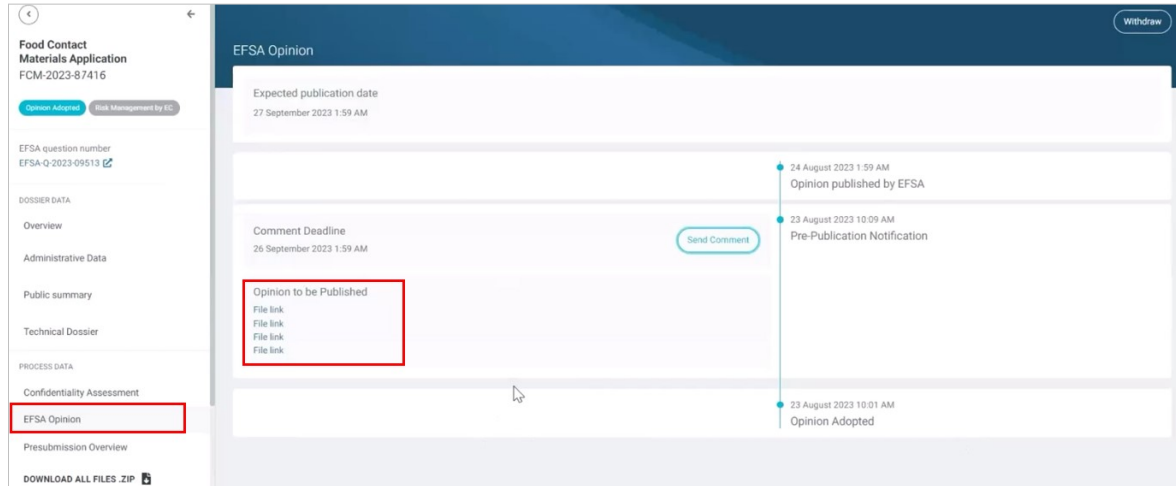 Food Contact
Materials Application
FCM-2023-87416
Opinion Adopted
Risk Management by EC
EFSA question number
EFSA-Q-2023-09513
DOSSIER DATA
Overview
Administrative Data
Public summary
Technical Dossier
PROCESS DATA
Confidentiality Assessment
EFSA Opinion
Presubmission Overview
DOWNLOAD ALL FILES .ZIP
Withdraw
EFSA Opinion
Expected publication date
27 September 2023 1:59 AM
24 August 2023 1:59 AM
Opinion published by EFSA
Comment Deadline
26 September 2023 1:59 AM
Send Comment
23 August 2023 10:09 AM
Pre-Publication Notification
Opinion to be Published
File link
File link
File link
File link
23 August 2023 10:01 AM
Opinion Adopted